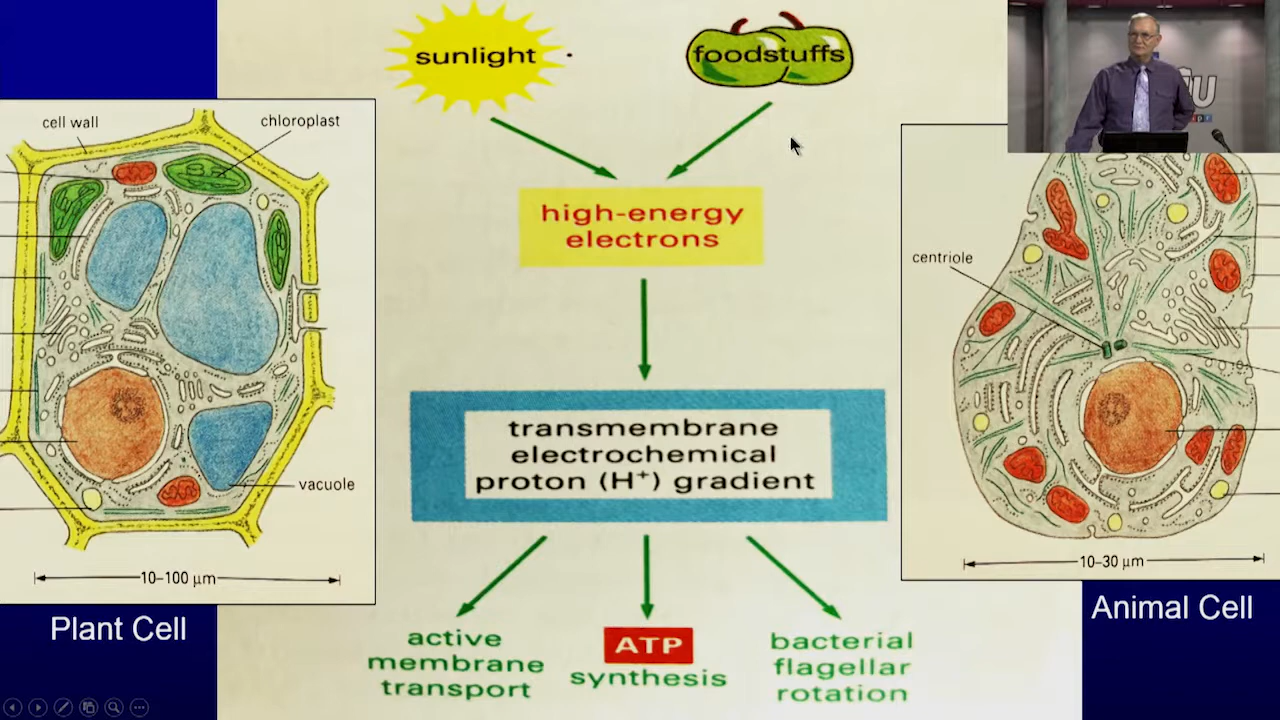 sunlight
foodstuffs
cell wall
chloroplast
high-energy
electrons
centriole
transmembrane
electrochemical
proton (H⁺) gradient
vacuole
10–100 μm
10–30 μm
Plant Cell
Animal Cell
active
membrane
transport
ATP
synthesis
bacterial
flagellar
rotation